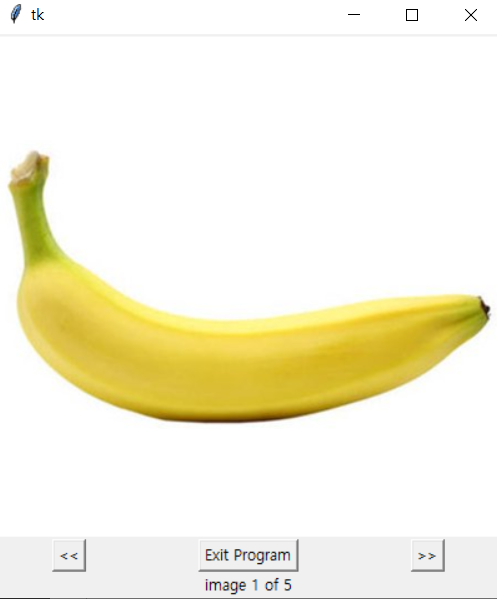 tk
<< Exit Program >>
image 1 of 5